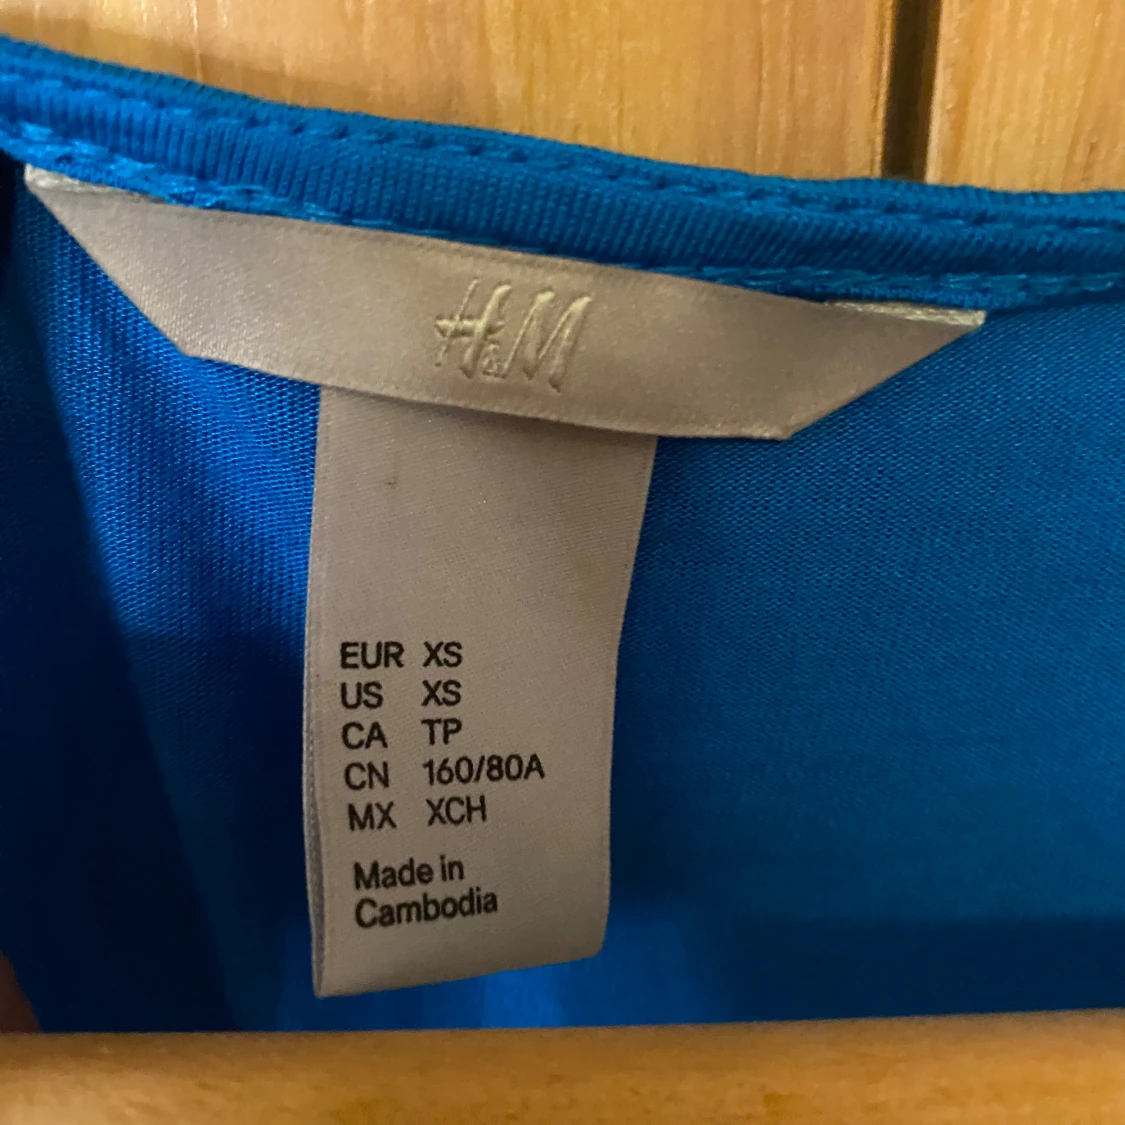 H&M
EUR XS
US XS
CA TP
CN 160/80A
MX XCH
Made in
Cambodia